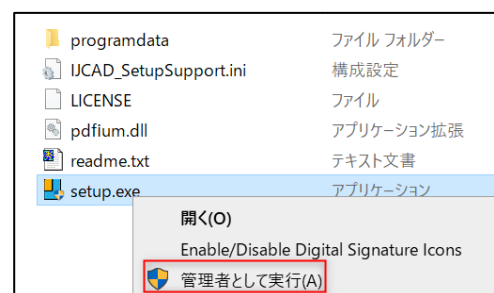 programdata ファイル フォルダー
IJCAD_SetupSupport.ini 構成設定
LICENSE ファイル
pdfium.dll アプリケーション拡張
readme.txt テキスト文書
setup.exe アプリケーション
開く(O)
Enable/Disable Digital Signature Icons
管理者として実行(A)